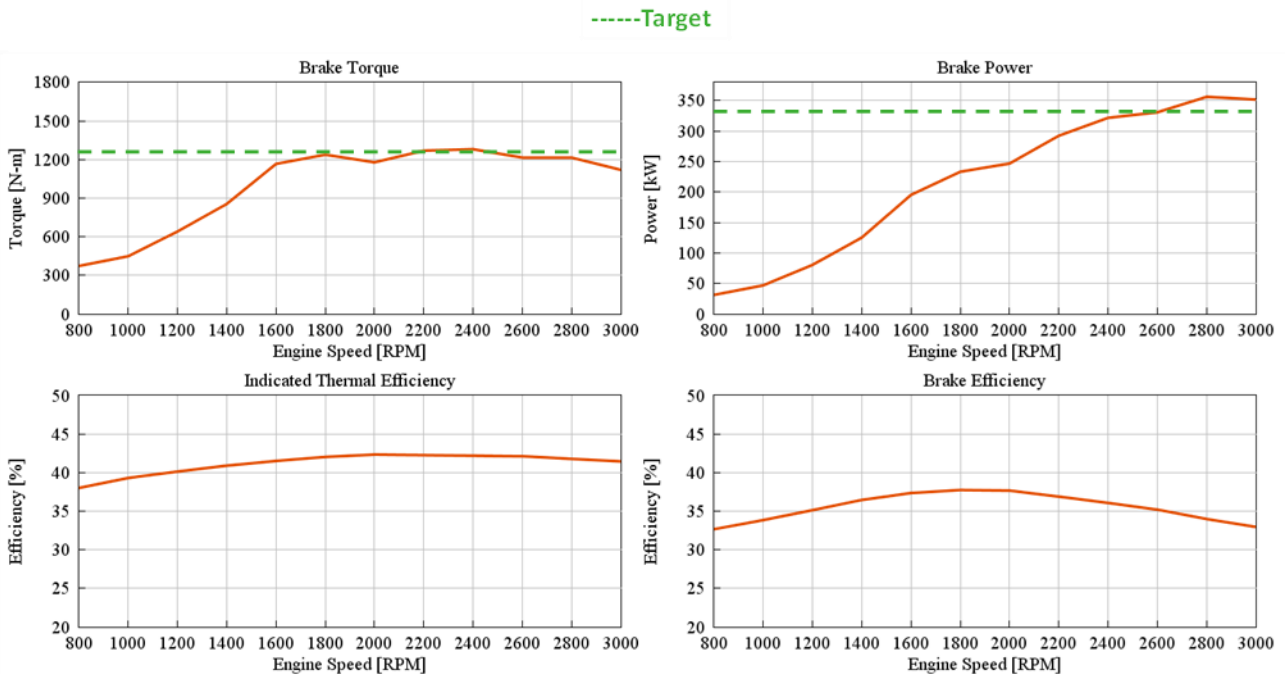 ------Target
Brake Torque
1800
1500
1200
900
600
300
0
Torque [N-m]
800 1000 1200 1400 1600 1800 2000 2200 2400 2600 2800 3000
Engine Speed [RPM]
Brake Power
350
300
250
200
150
100
50
0
Power [kW]
800 1000 1200 1400 1600 1800 2000 2200 2400 2600 2800 3000
Engine Speed [RPM]
Indicated Thermal Efficiency
50
45
40
35
30
25
20
Efficiency [%]
800 1000 1200 1400 1600 1800 2000 2200 2400 2600 2800 3000
Engine Speed [RPM]
Brake Efficiency
50
45
40
35
30
25
20
Efficiency [%]
800 1000 1200 1400 1600 1800 2000 2200 2400 2600 2800 3000
Engine Speed [RPM]